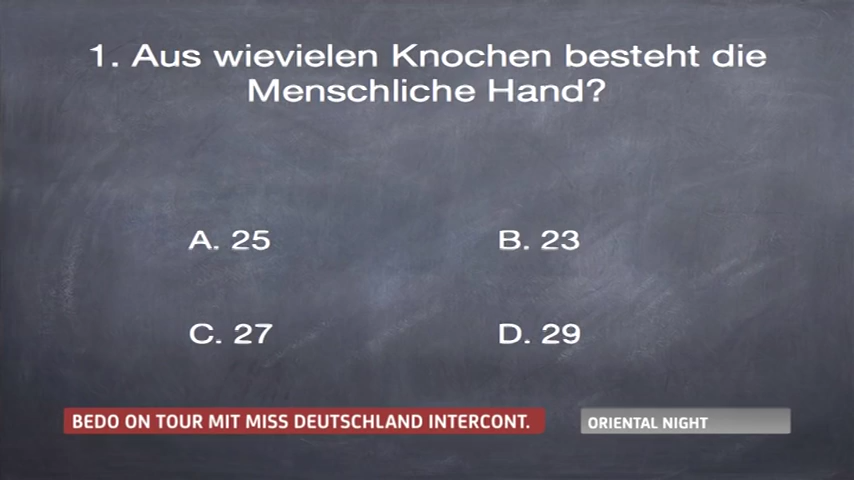 1. Aus wievielen Knochen besteht die
Menschliche Hand?
A. 25
B. 23
C. 27
D. 29
BEDO ON TOUR MIT MISS DEUTSCHLAND INTERCONT.
ORIENTAL NIGHT